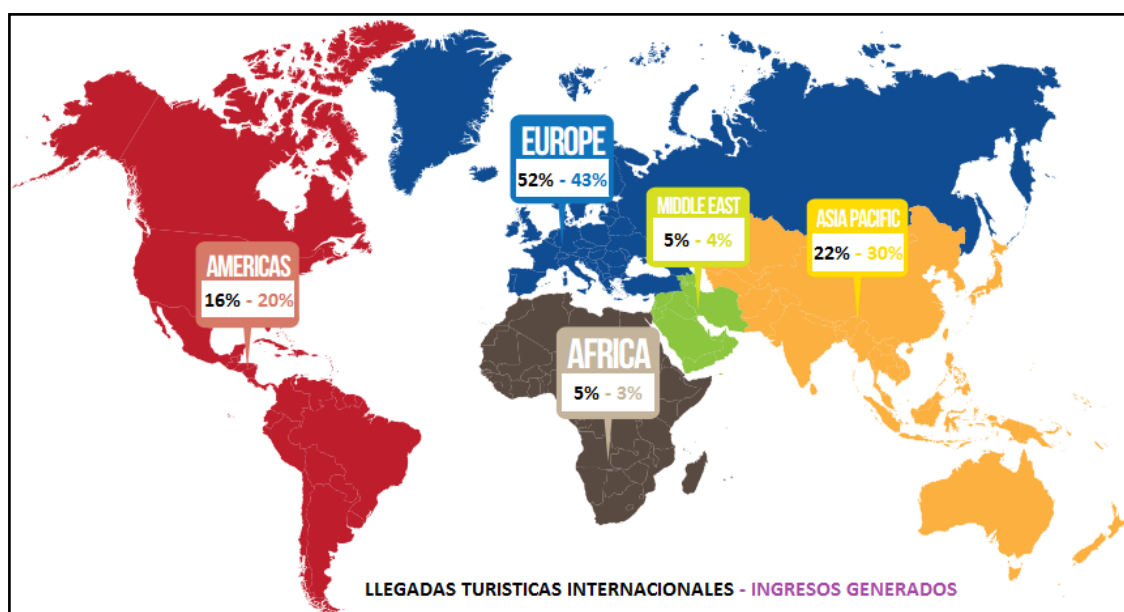 EUROPE
52% - 43%
MIDDLE EAST
5% - 4%
ASIA PACIFIC
22% - 30%
AMERICAS
16% - 20%
AFRICA
5% - 3%
LLEGADAS TURISTICAS INTERNACIONALES - INGRESOS GENERADOS